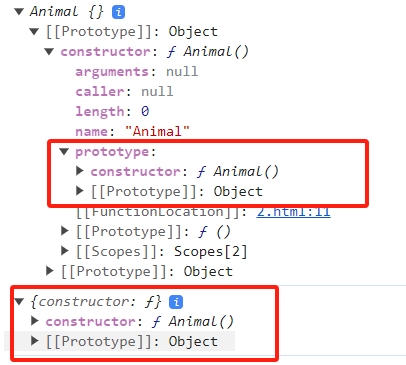 Animal {} i
[[Prototype]]: Object
constructor: ƒ Animal()
arguments: null
caller: null
length: 0
name: "Animal"
prototype:
constructor: ƒ Animal()
[[Prototype]]: Object
[[FunctionLocation]]: 2.html:11
[[Prototype]]: ƒ ()
[[Scopes]]: Scopes[2]
[[Prototype]]: Object
{constructor: ƒ} i
constructor: ƒ Animal()
[[Prototype]]: Object